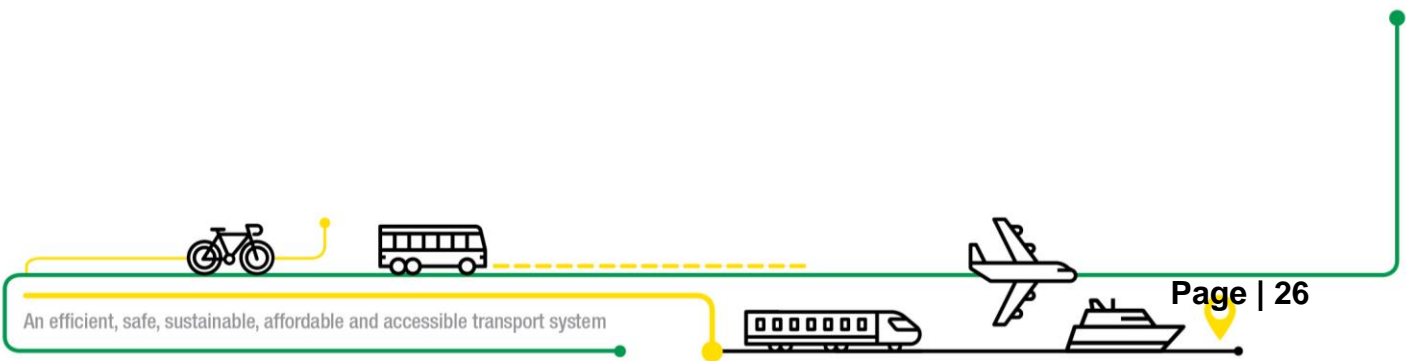 Page | 26
An efficient, safe, sustainable, affordable and accessible transport system